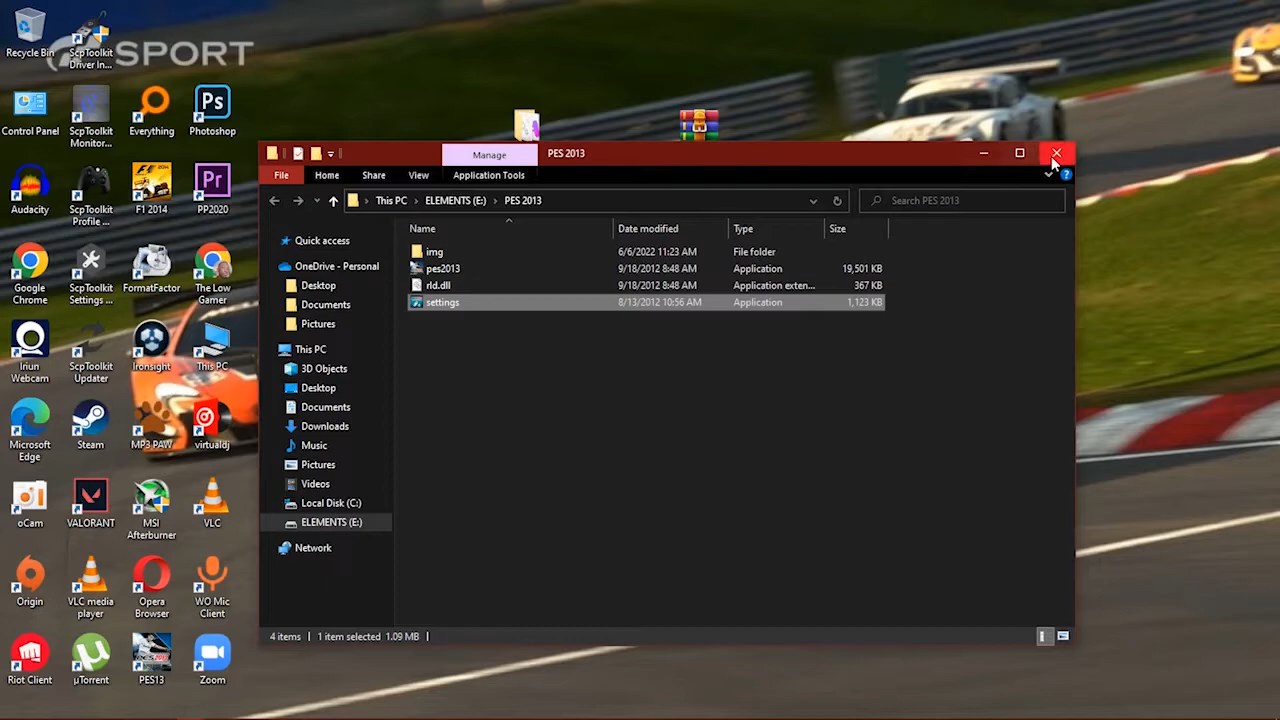 SPORT
Recycle Bin
ScpToolkit
Driver In...
Control Panel
ScpToolkit
Monitor...
Everything
Photoshop
Ps
Audacity
ScpToolkit
Profile ...
F1 2014
PP2020
Pr
Google
Chrome
ScpToolkit
Settings ...
FormatFactor
The Low
Gamer
Iriun
Webcam
ScpToolkit
Updater
Ironsight
This PC
Microsoft
Edge
Steam
MP3 PAW
virtualdj
oCam
VALORANT
MSI
Afterburner
VLC
Origin
VLC media
player
Opera
Browser
WO Mic
Client
Riot Client
µTorrent
PES13
Zoom
Manage
PES 2013
File
Home
Share
View
Application Tools
This PC
ELEMENTS (E:)
PES 2013
Search PES 2013
Name
Date modified
Type
Size
img
6/6/2022 11:23 AM
File folder
pes2013
9/18/2012 8:48 AM
Application
19,501 KB
rld.dll
9/18/2012 8:48 AM
Application exten...
367 KB
settings
8/13/2012 10:56 AM
Application
1,123 KB
Quick access
OneDrive - Personal
Desktop
Documents
Pictures
This PC
3D Objects
Desktop
Documents
Downloads
Music
Pictures
Videos
Local Disk (C:)
ELEMENTS (E:)
Network
4 items
1 item selected 1.09 MB